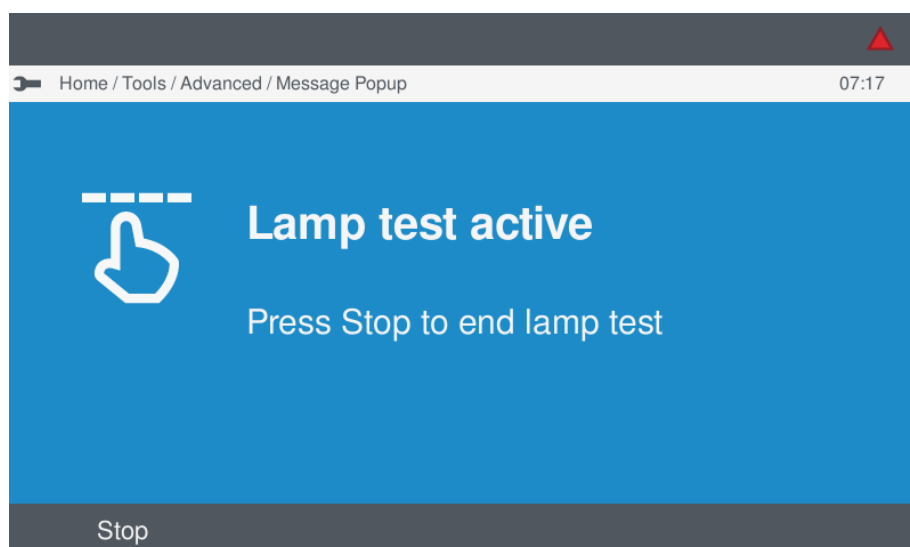 Home / Tools / Advanced / Message Popup 07:17
Lamp test active
Press Stop to end lamp test
Stop